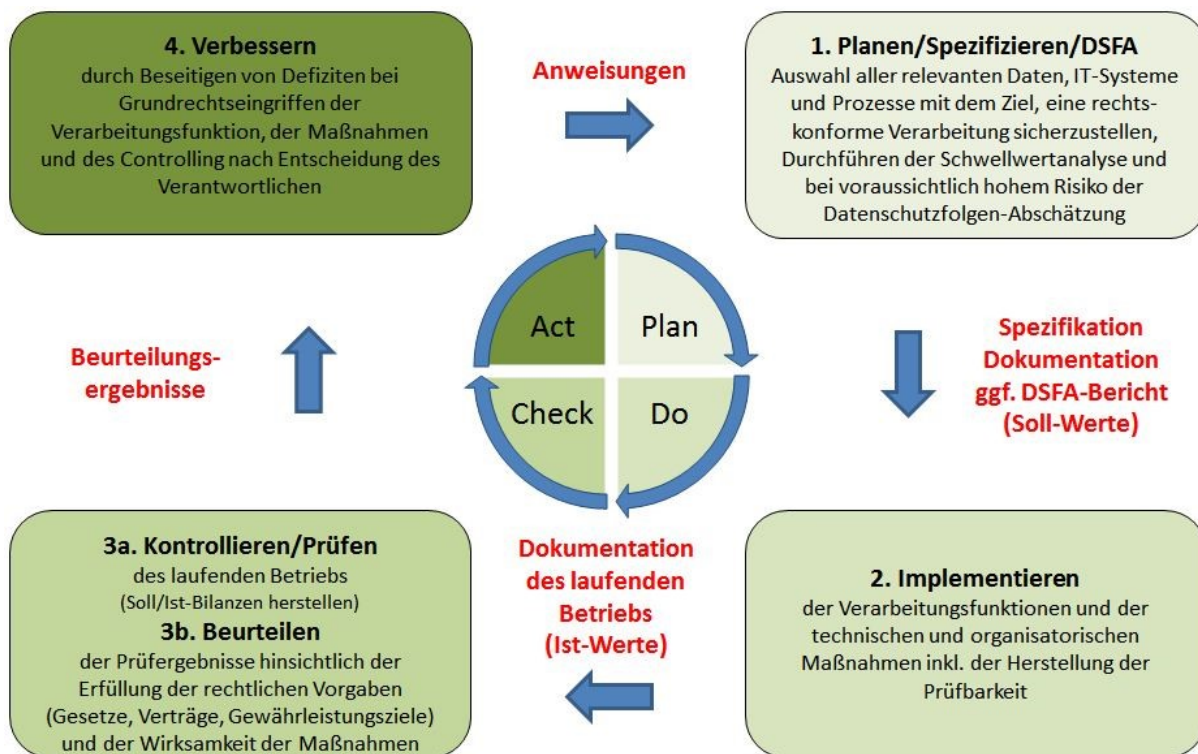 4. Verbessern
durch Beseitigen von Defiziten bei
Grundrechtseingriffen der
Verarbeitungsfunktion, der Maßnahmen
und des Controlling nach Entscheidung des
Verantwortlichen
Anweisungen
1. Planen/Spezifizieren/DSFA
Auswahl aller relevanten Daten, IT-Systeme
und Prozesse mit dem Ziel, eine rechts-
konforme Verarbeitung sicherzustellen,
Durchführen der Schwellwertanalyse und
bei voraussichtlich hohem Risiko der
Datenschutzfolgen-Abschätzung
Act
Plan
Check
Do
Beurteilungs-
ergebnisse
Spezifikation
Dokumentation
ggf. DSFA-Bericht
(Soll-Werte)
3a. Kontrollieren/Prüfen
des laufenden Betriebs
(Soll/Ist-Bilanzen herstellen)
3b. Beurteilen
der Prüfergebnisse hinsichtlich der
Erfüllung der rechtlichen Vorgaben
(Gesetze, Verträge, Gewährleistungsziele)
und der Wirksamkeit der Maßnahmen
Dokumentation
des laufenden
Betriebs
(Ist-Werte)
2. Implementieren
der Verarbeitungsfunktionen und der
technischen und organisatorischen
Maßnahmen inkl. der Herstellung der
Prüfbarkeit